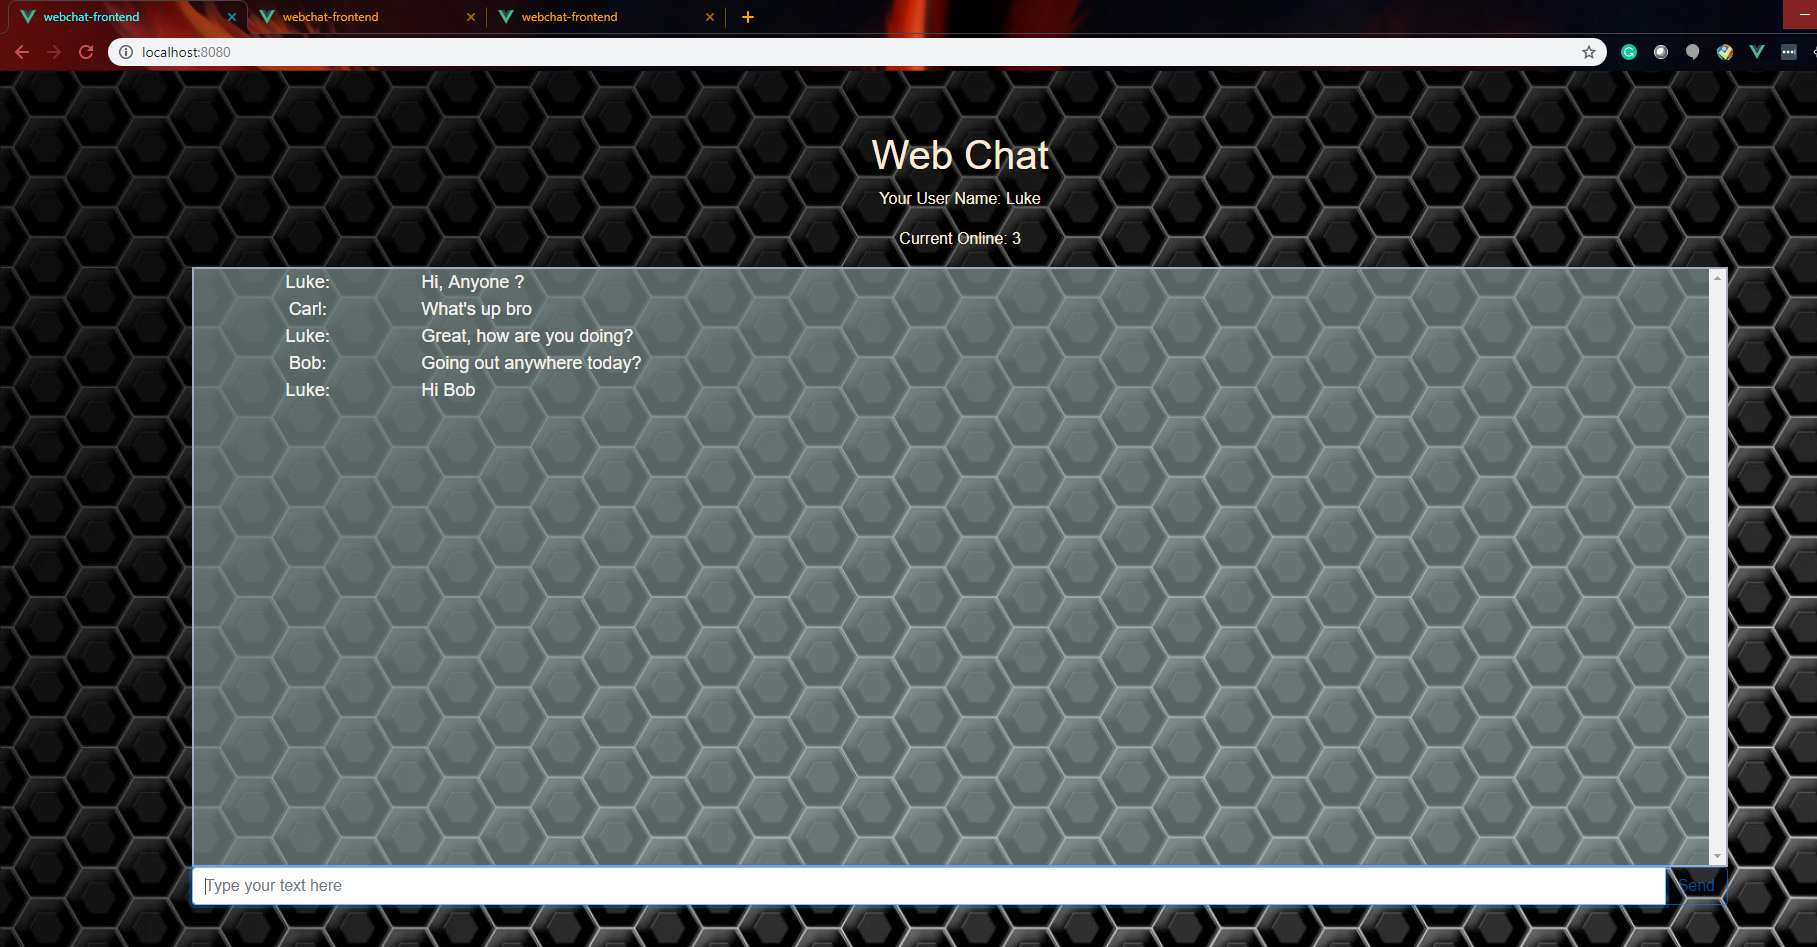 webchat-frontend webchat-frontend webchat-frontend
localhost:8080
Web Chat
Your User Name: Luke
Current Online: 3
Luke: Hi, Anyone ?
Carl: What's up bro
Luke: Great, how are you doing?
Bob: Going out anywhere today?
Luke: Hi Bob
Type your text here Send